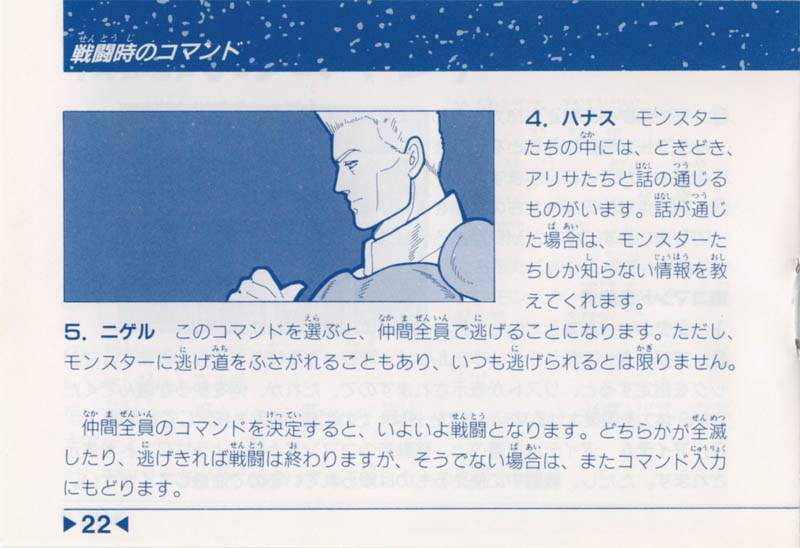 戦闘時のコマンド
4. ハナス　モンスター
たちの中には、ときどき、
アリサたちと話の通じる
ものがいます。話が通じ
た場合は、モンスターた
ちしか知らない情報を教
えてくれます。
5. ニゲル　このコマンドを選ぶと、仲間全員で逃げることになります。ただし、
モンスターに逃げ道をふさがれることもあり、いつも逃げられるとは限りません。
仲間全員のコマンドを決定すると、いよいよ戦闘となります。どちらかが全滅
したり、逃げきれば戦闘は終わりますが、そうでない場合は、またコマンド入力
にもどります。
▶22◀